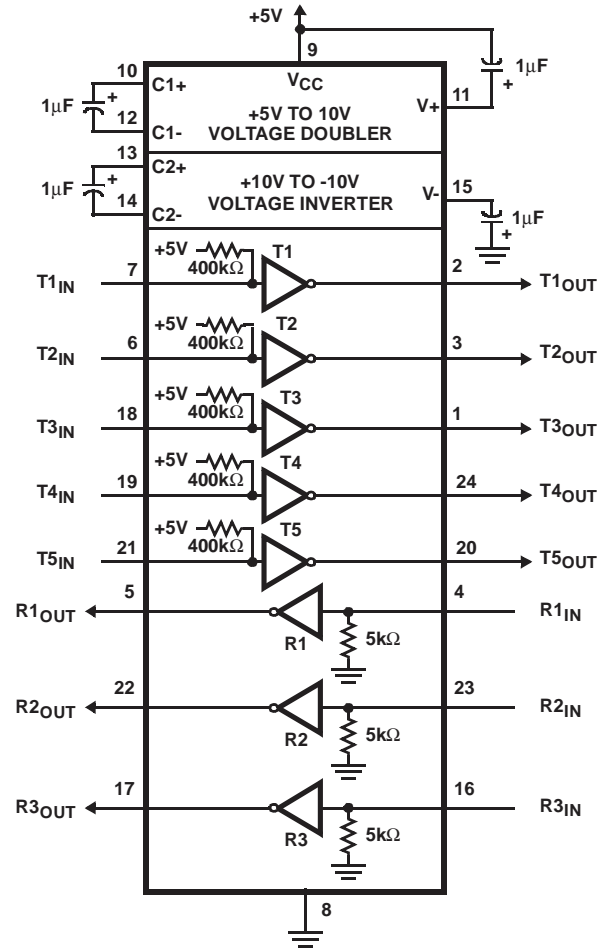 +5V
9
VCC
10
C1+
1µF
+
12
C1-
+5V TO 10V
VOLTAGE DOUBLER
V+
11
1µF
+
13
C2+
1µF
+
14
C2-
+10V TO -10V
VOLTAGE INVERTER
V-
15
1µF
+
+5V
400kΩ
T1
T1IN
7
2
T1OUT
+5V
400kΩ
T2
T2IN
6
3
T2OUT
+5V
400kΩ
T3
T3IN
18
1
T3OUT
+5V
400kΩ
T4
T4IN
19
24
T4OUT
+5V
400kΩ
T5
T5IN
21
20
T5OUT
R1OUT
5
4
R1IN
R1
5kΩ
R2OUT
22
23
R2IN
R2
5kΩ
R3OUT
17
16
R3IN
R3
5kΩ
8